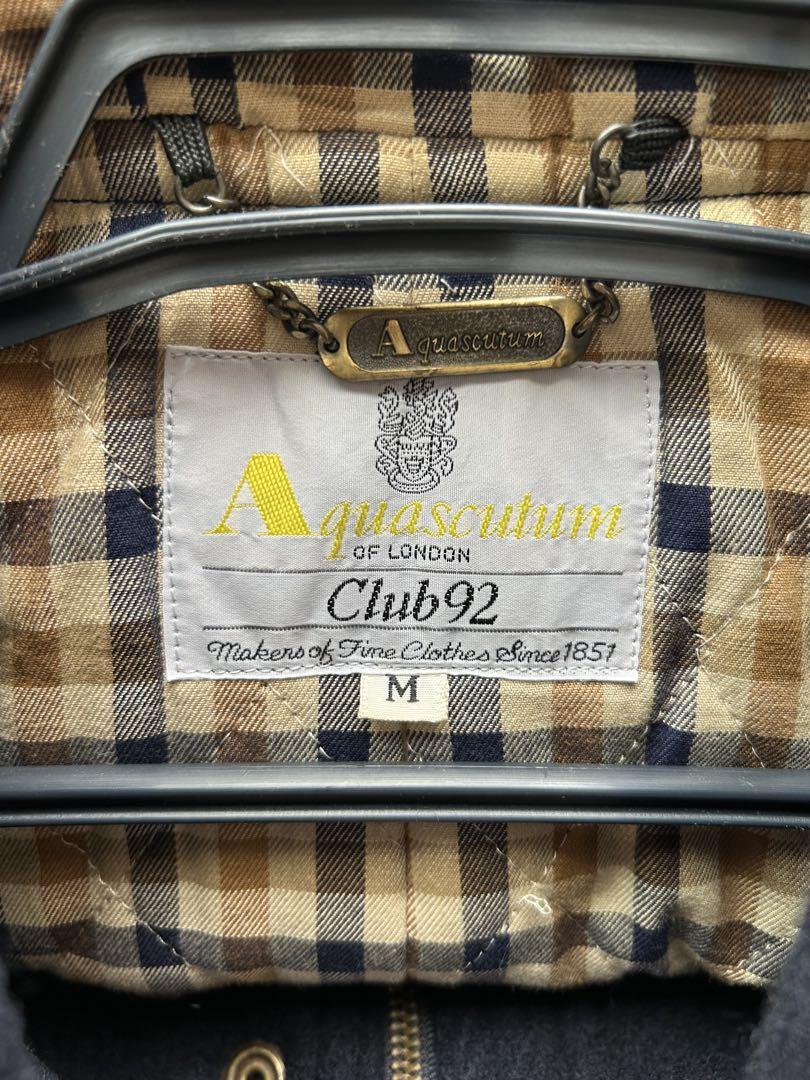 Aquascutum
Aquascutum
OF LONDON
Club92
Makers of Fine Clothes Since 1851
M